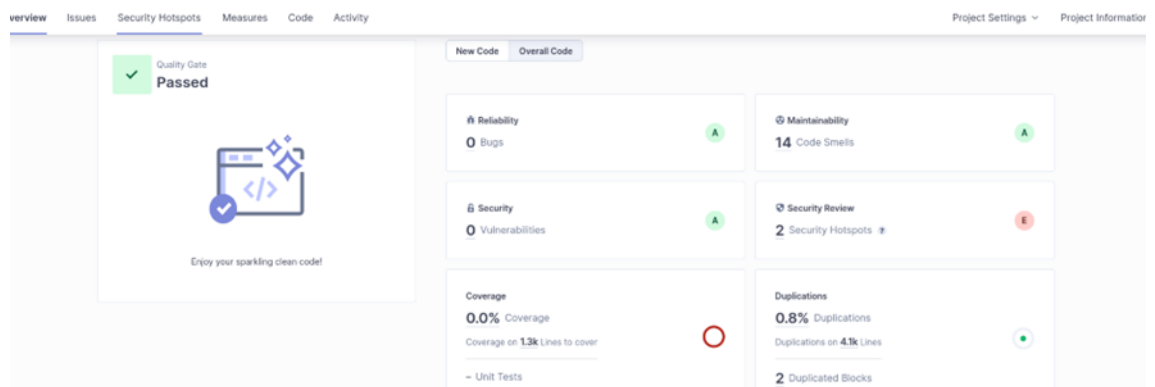 verview Issues Security Hotspots Measures Code Activity Project Settings Project Information
Quality Gate
Passed
Enjoy your sparkling clean code!
New Code Overall Code
Reliability
0 Bugs
A
Maintainability
14 Code Smells
A
Security
0 Vulnerabilities
A
Security Review
2 Security Hotspots ?
E
Coverage
0.0% Coverage
Coverage on 1.3k Lines to cover
– Unit Tests
Duplications
0.8% Duplications
Duplications on 4.1k Lines
2 Duplicated Blocks